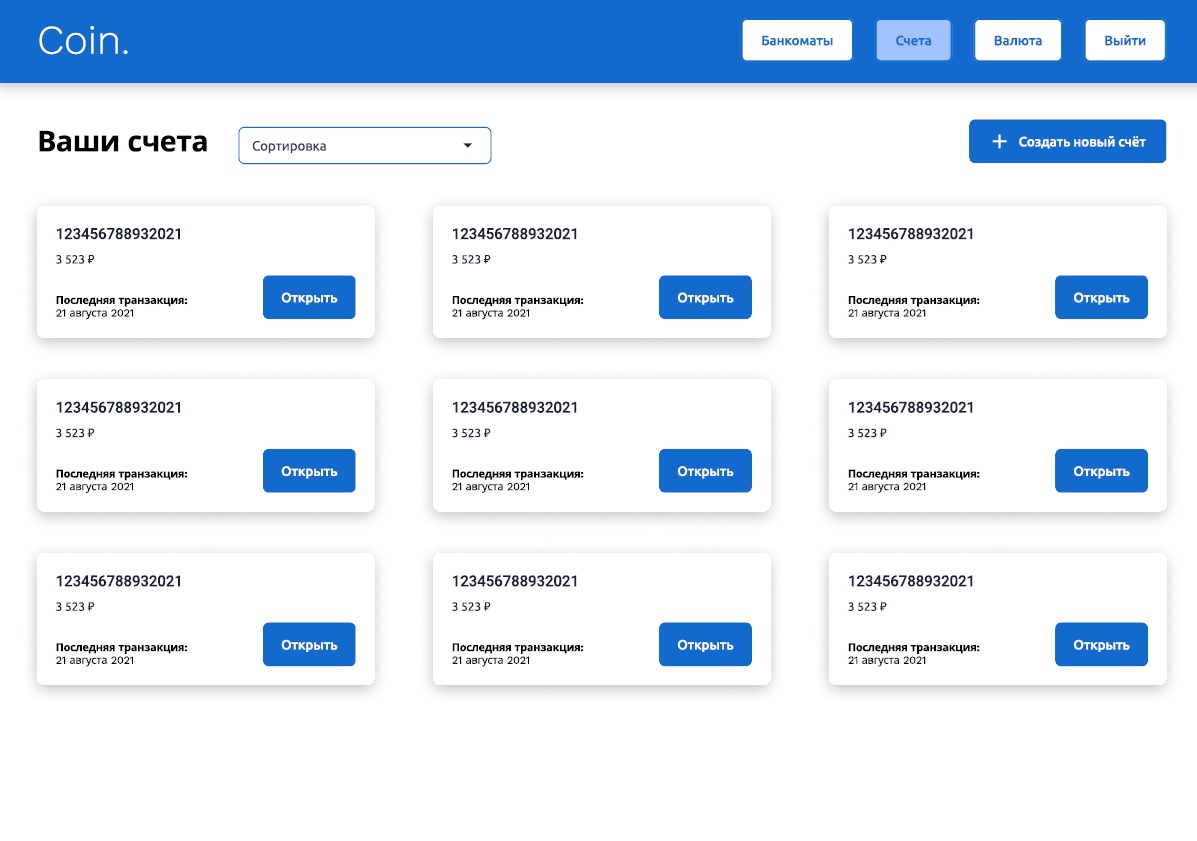 Coin.
Банкоматы
Счета
Валюта
Выйти
Ваши счета
Сортировка
Создать новый счёт
123456788932021
3 523 ₽
Последняя транзакция:
21 августа 2021
Открыть
123456788932021
3 523 ₽
Последняя транзакция:
21 августа 2021
Открыть
123456788932021
3 523 ₽
Последняя транзакция:
21 августа 2021
Открыть
123456788932021
3 523 ₽
Последняя транзакция:
21 августа 2021
Открыть
123456788932021
3 523 ₽
Последняя транзакция:
21 августа 2021
Открыть
123456788932021
3 523 ₽
Последняя транзакция:
21 августа 2021
Открыть
123456788932021
3 523 ₽
Последняя транзакция:
21 августа 2021
Открыть
123456788932021
3 523 ₽
Последняя транзакция:
21 августа 2021
Открыть
123456788932021
3 523 ₽
Последняя транзакция:
21 августа 2021
Открыть